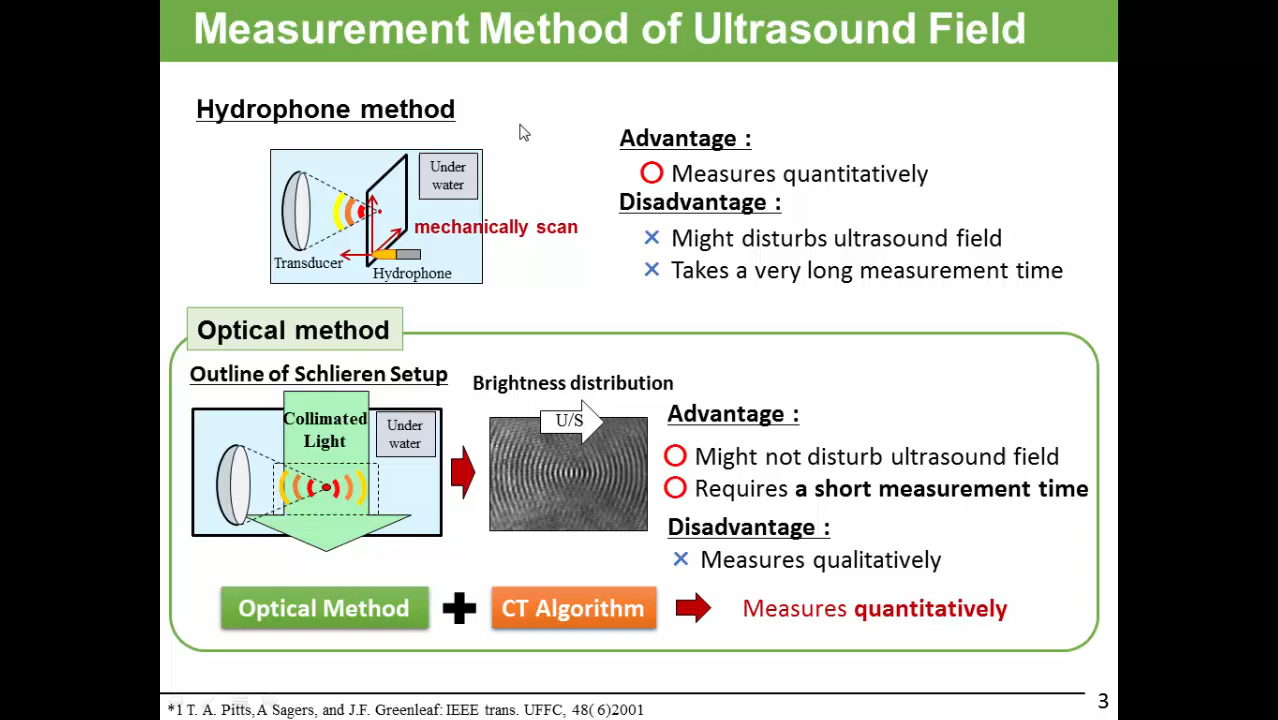 Measurement Method of Ultrasound Field
Hydrophone method
Under
water
mechanically scan
Transducer
Hydrophone
Advantage :
Measures quantitatively
Disadvantage :
× Might disturbs ultrasound field
× Takes a very long measurement time
Optical method
Outline of Schlieren Setup
Collimated
Light
Under
water
Brightness distribution
U/S
Advantage :
Might not disturb ultrasound field
Requires a short measurement time
Disadvantage :
× Measures qualitatively
Optical Method + CT Algorithm
Measures quantitatively
3
*1 T. A. Pitts,A Sagers, and J.F. Greenleaf: IEEE trans. UFFC, 48( 6)2001